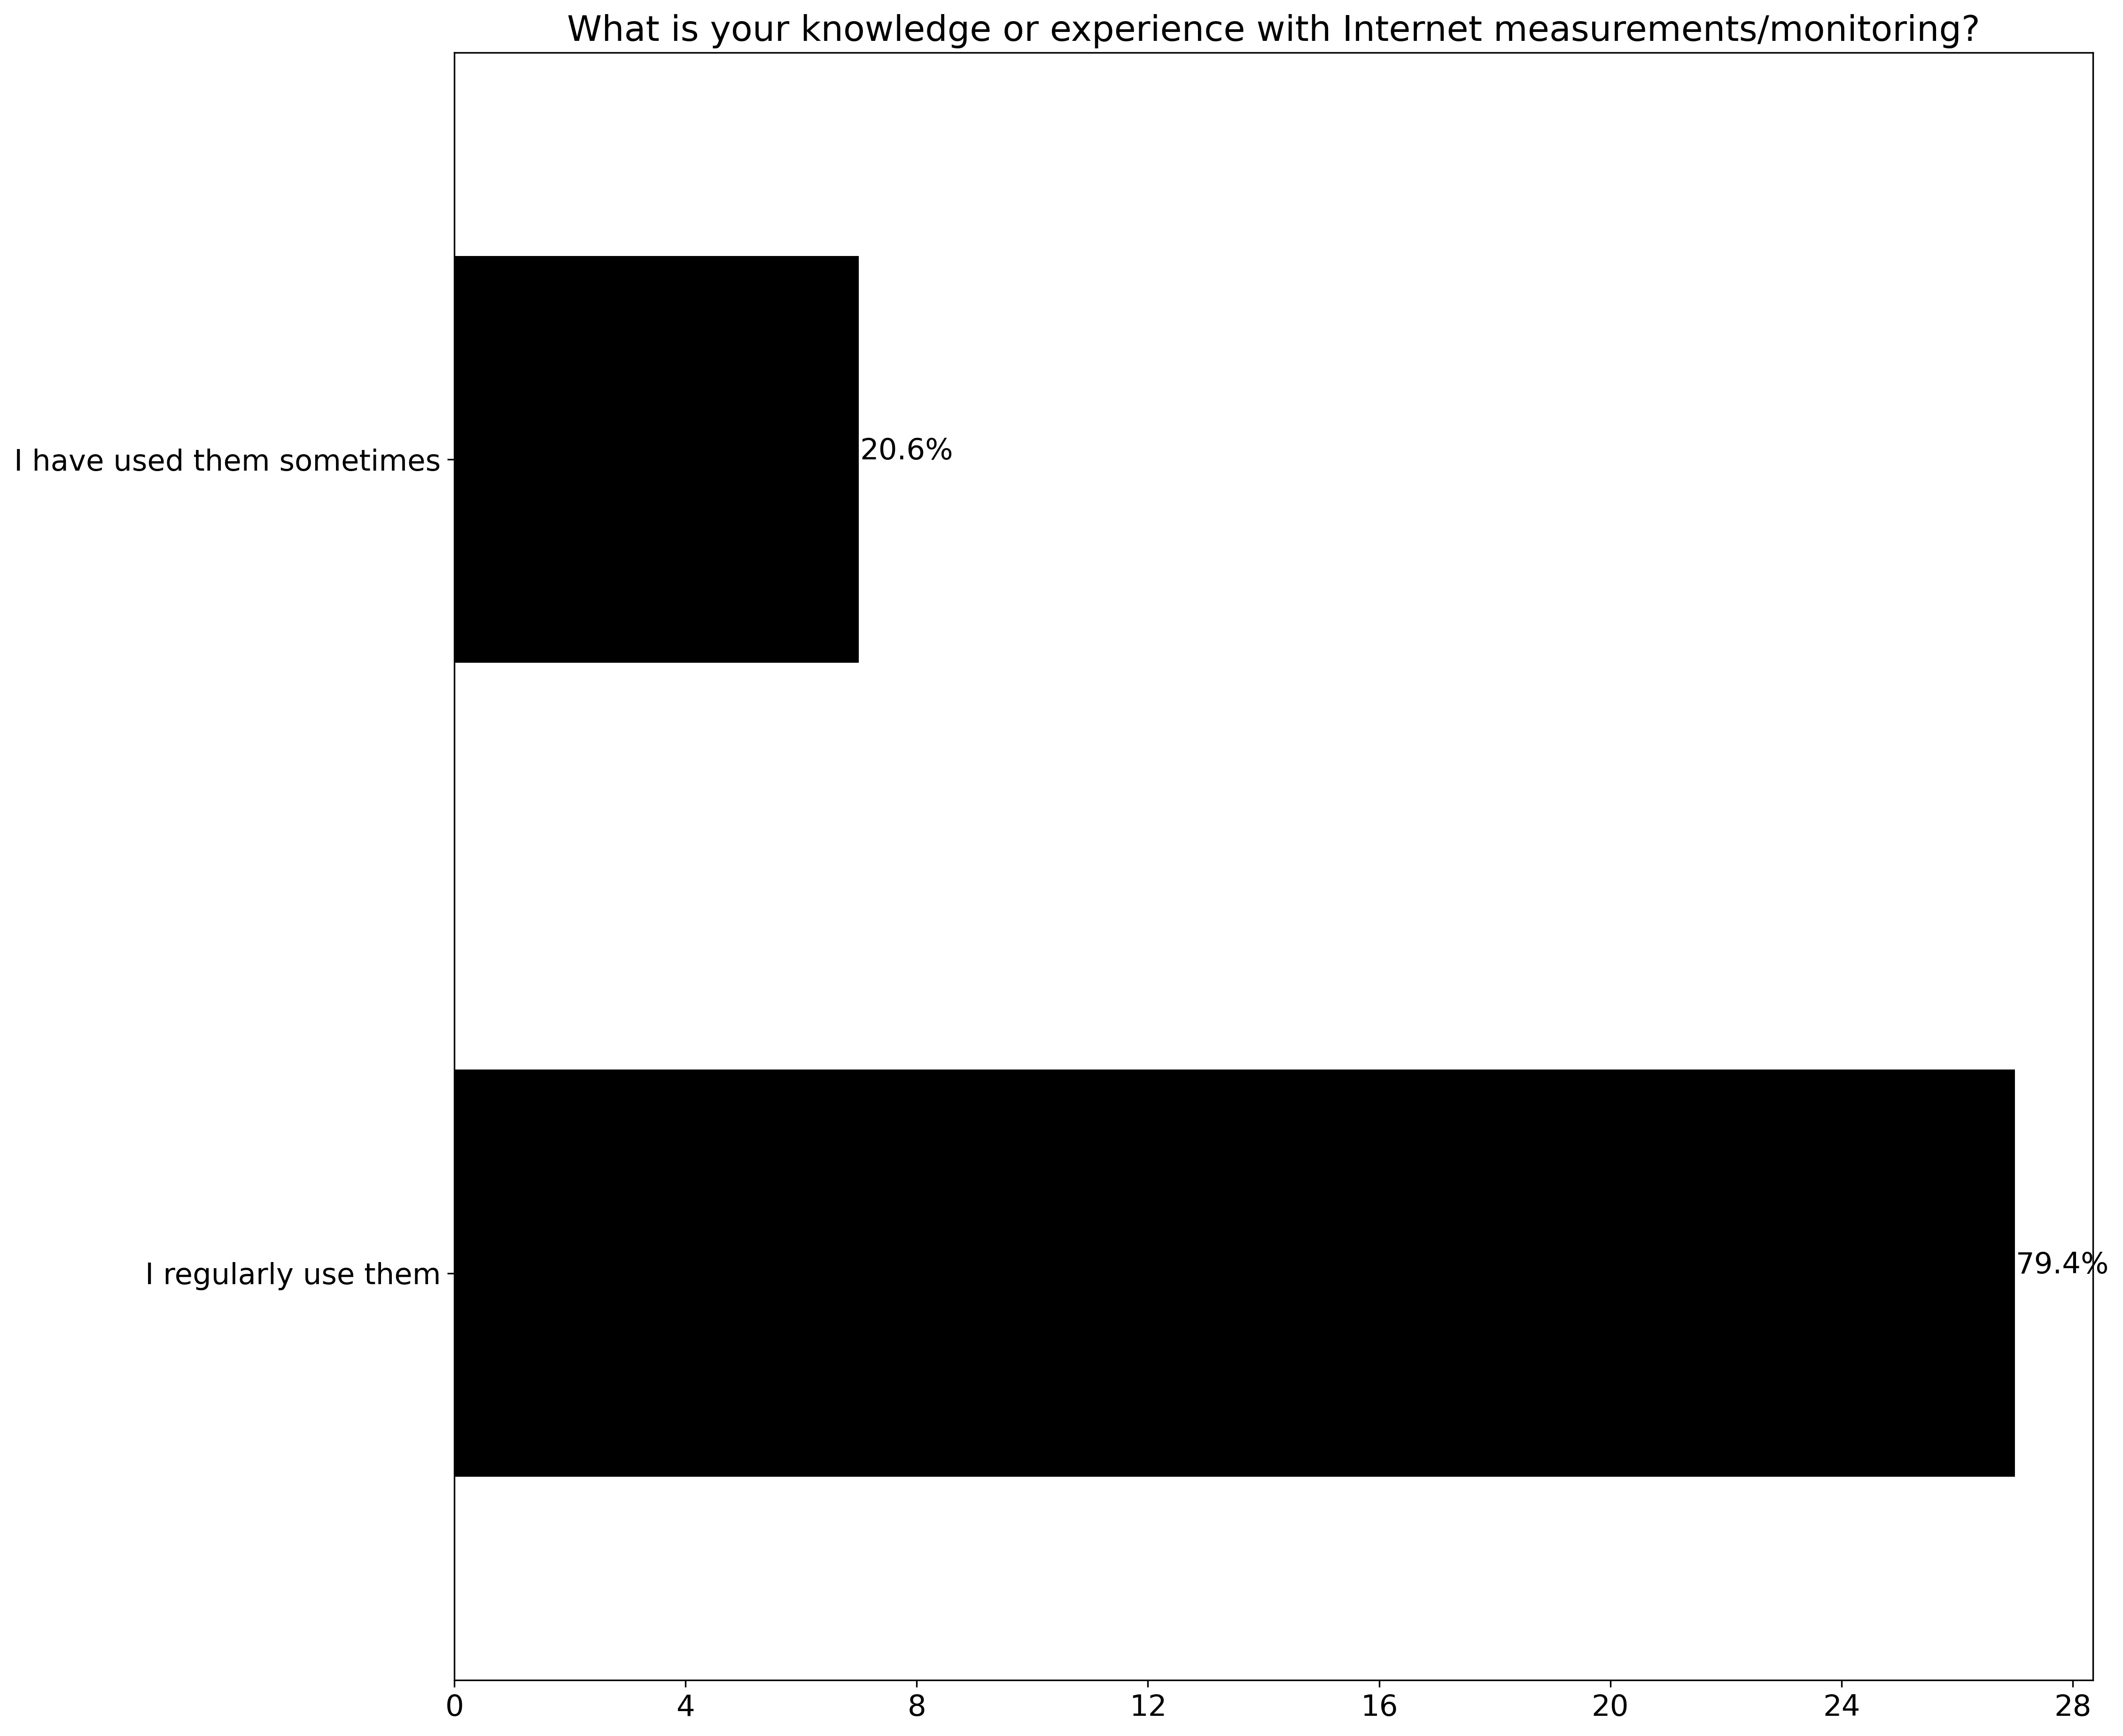 What is your knowledge or experience with Internet measurements/monitoring?
I have used them sometimes
20.6%
I regularly use them
79.4%
0 4 8 12 16 20 24 28